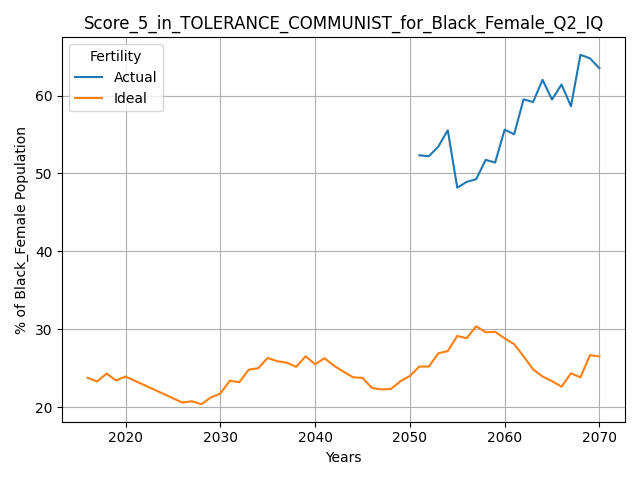 Score_5_in_TOLERANCE_COMMUNIST_for_Black_Female_Q2_IQ
Fertility
Actual
Ideal
% of Black_Female Population
60
50
40
30
20
2020 2030 2040 2050 2060 2070
Years